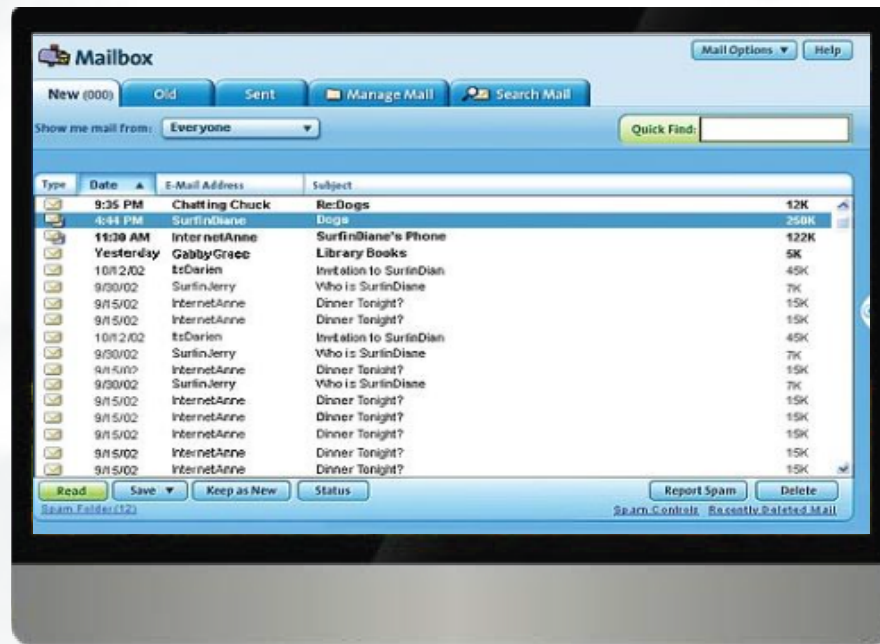 Mailbox
Mail Options ▼ Help
New (000) Old Sent Manage Mail Search Mail
Show me mail from: Everyone ▼ Quick Find:
Type Date ▲ E-Mail Address Subject
9:35 PM Chatting Chuck Re:Dogs 12K
4:44 PM SurfinDiane Dogs 250K
11:30 AM InternetAnne SurfinDiane's Phone 122K
Yesterday GabbyGrace Library Books 5K
10/12/02 ItsDarien Invitation to SurfinDian 45K
9/30/02 SurfinJerry Who is SurfinDiane 7K
9/15/02 InternetAnne Dinner Tonight? 15K
9/15/02 InternetAnne Dinner Tonight? 15K
10/12/02 ItsDarien Invitation to SurfinDian 45K
9/30/02 SurfinJerry Who is SurfinDiane 7K
9/15/02 InternetAnne Dinner Tonight? 15K
9/30/02 SurfinJerry Who is SurfinDiane 7K
9/15/02 InternetAnne Dinner Tonight? 15K
9/15/02 InternetAnne Dinner Tonight? 15K
9/15/02 InternetAnne Dinner Tonight? 15K
9/15/02 InternetAnne Dinner Tonight? 15K
9/15/02 InternetAnne Dinner Tonight? 15K
Read Save ▼ Keep as New Status Report Spam Delete
Spam Folder (12) Spam Controls Recently Deleted Mail